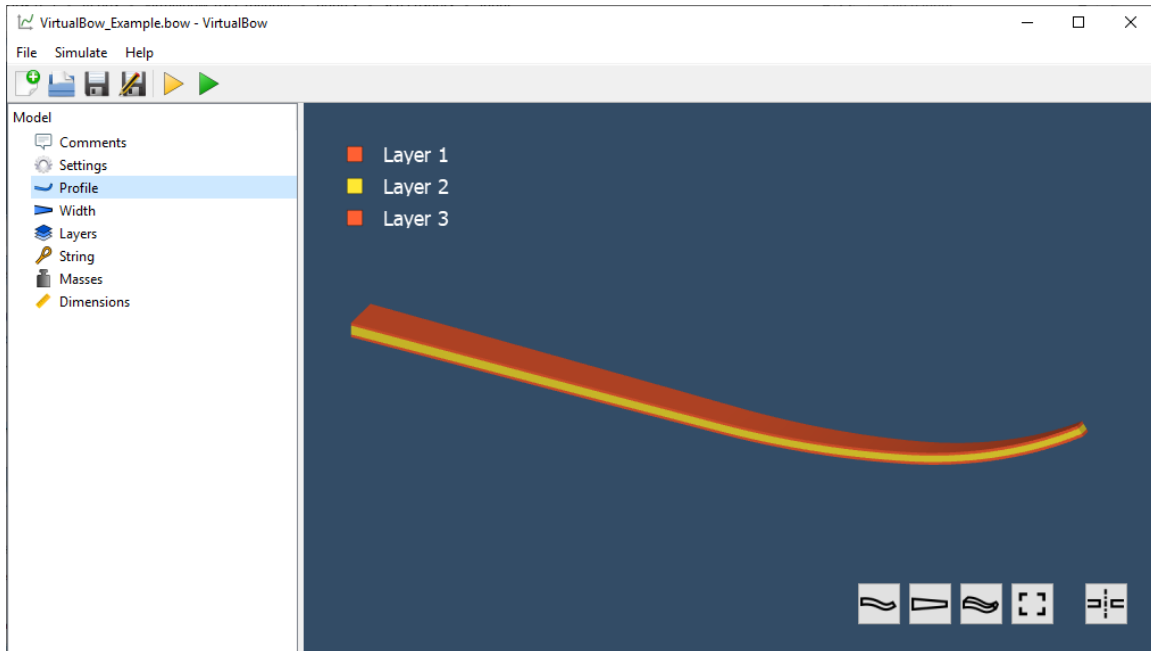 VirtualBow_Example.bow - VirtualBow
File Simulate Help
Model
Comments
Settings
Profile
Width
Layers
String
Masses
Dimensions
Layer 1
Layer 2
Layer 3